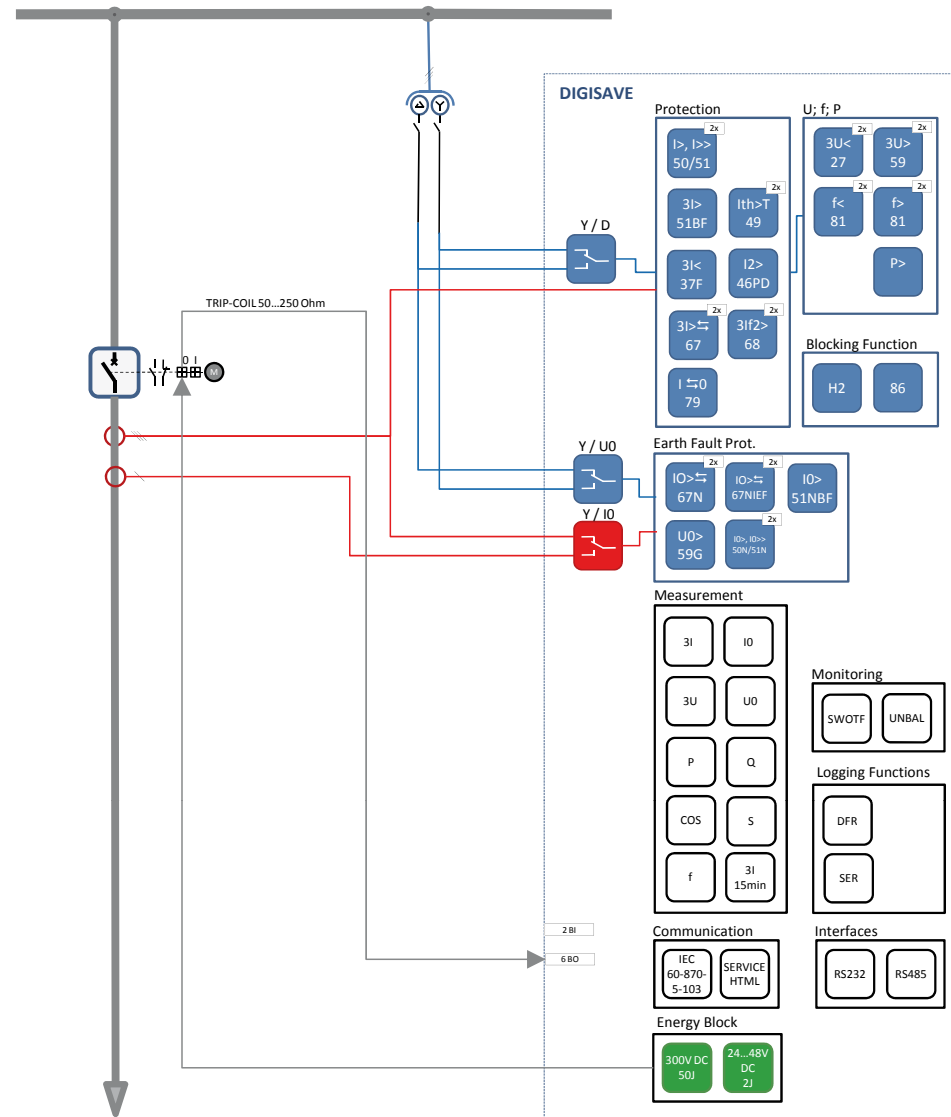 DIGISAVE
Protection
U; f; P
2x
I>, I>>
50/51
3I>
51BF
2x
Ith>T
49
3I<
37F
I2>
46PD
2x
3I>⇆
67
2x
3If2>
68
I ⇆0
79
2x
3U<
27
2x
3U>
59
2x
f<
81
2x
f>
81
P>
Blocking Function
H2
86
Y / D
TRIP-COIL 50...250 Ohm
0 I
M
Y / U0
Y / I0
Earth Fault Prot.
2x
IO>⇆
67N
2x
IO>⇆
67NIEF
I0>
51NBF
U0>
59G
2x
I0>, I0>>
50N/51N
Measurement
3I
I0
3U
U0
P
Q
COS
S
f
3I
15min
Monitoring
SWOTF
UNBAL
Logging Functions
DFR
SER
2 BI
6 BO
Communication
IEC
60-870-
5-103
SERVICE
HTML
Interfaces
RS232
RS485
Energy Block
300V DC
50J
24...48V
DC
2J